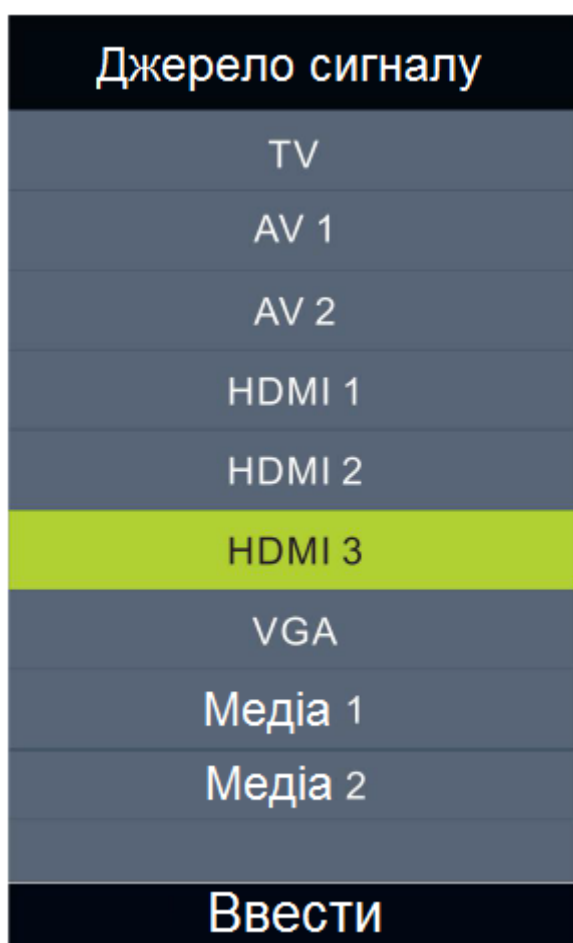 Джерело сигналу
TV
AV 1
AV 2
HDMI 1
HDMI 2
HDMI 3
VGA
Медіа 1
Медіа 2
Ввести